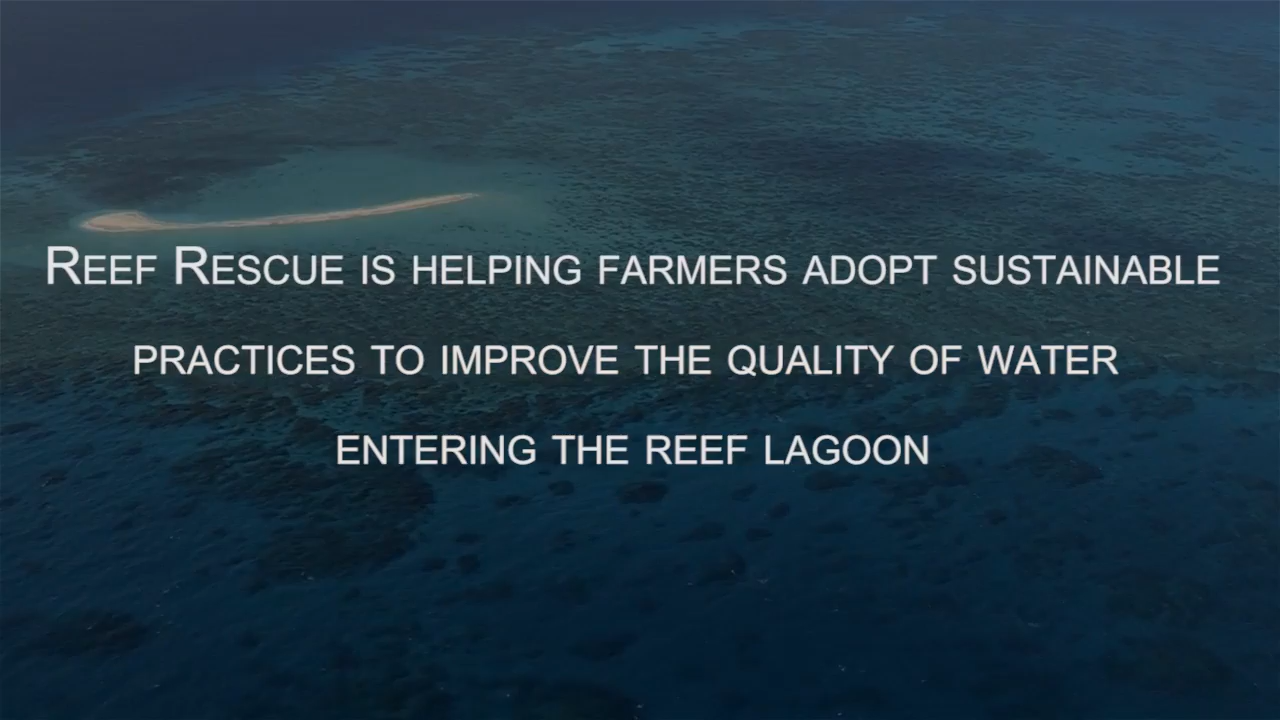 Reef Rescue is helping farmers adopt sustainable
practices to improve the quality of water
entering the reef lagoon